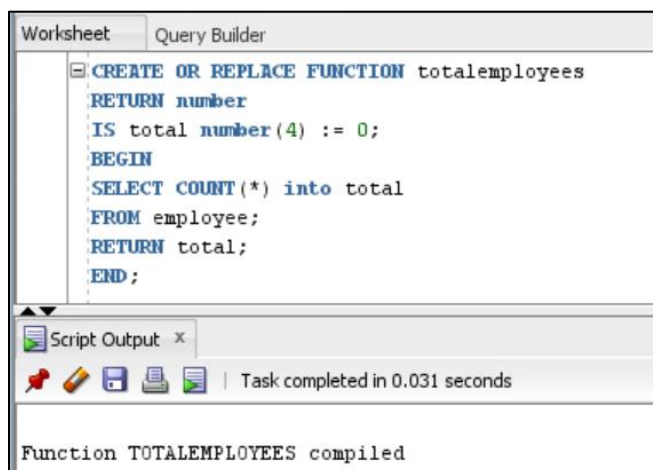 Worksheet Query Builder
CREATE OR REPLACE FUNCTION totalemployees
RETURN number
IS total number(4) := 0;
BEGIN
SELECT COUNT(*) into total
FROM employee;
RETURN total;
END;
Script Output x
Task completed in 0.031 seconds
Function TOTALEMPLOYEES compiled